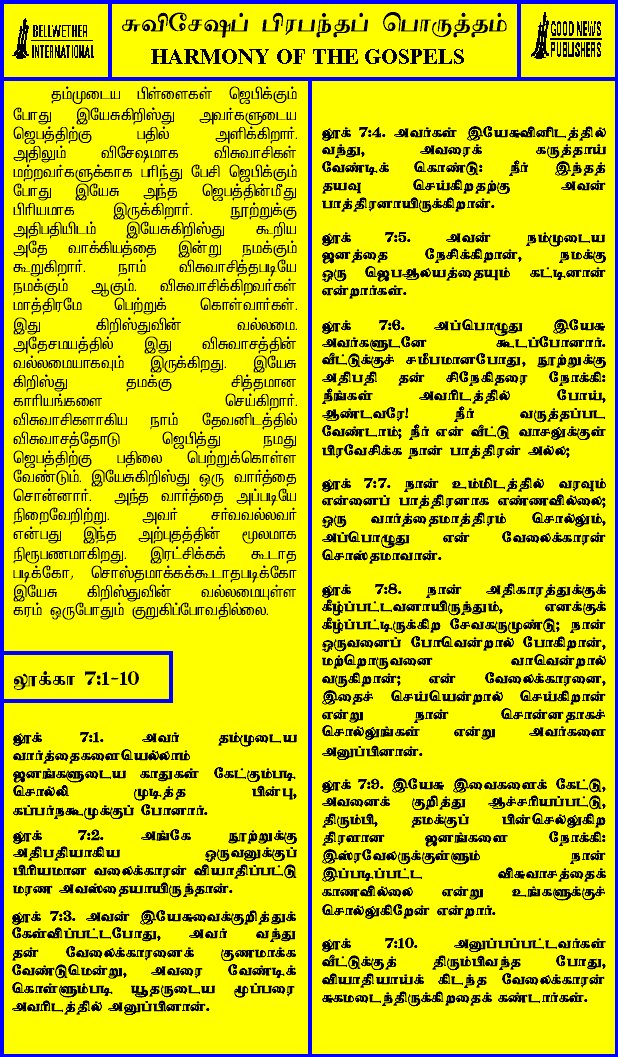 BELLWETHER
INTERNATIONAL
சுவிசேஷப் பிரபந்தப் பொருத்தம்
HARMONY OF THE GOSPELS
GOOD NEWS
PUBLISHERS
தம்முடைய பிள்ளைகள் ஜெபிக்கும்
போது இயேசுகிறிஸ்து அவர்களுடைய
ஜெபத்திற்கு பதில் அளிக்கிறார்.
அதிலும் விசேஷமாக விசுவாசிகள்
மற்றவர்களுக்காக பரிந்து பேசி ஜெபிக்கும்
போது இயேசு அந்த ஜெபத்தின்மீது
பிரியமாக இருக்கிறார். நூற்றுக்கு
அதிபதியிடம் இயேசுகிறிஸ்து கூறிய
அதே வாக்கியத்தை இன்று நமக்கும்
கூறுகிறார். நாம் விசுவாசித்தபடியே
நமக்கும் ஆகும். விசுவாசிக்கிறவர்கள்
மாத்திரமே பெற்றுக் கொள்வார்கள்.
இது கிறிஸ்துவின் வல்லமை.
அதேசமயத்தில் இது விசுவாசத்தின்
வல்லமையாகவும் இருக்கிறது. இயேசு
கிறிஸ்து தமக்கு சித்தமான
காரியங்களை செய்கிறார்.
விசுவாசிகளாகிய நாம் தேவனிடத்தில்
விசுவாசத்தோடு ஜெபித்து நமது
ஜெபத்திற்கு பதிலை பெற்றுக்கொள்ள
வேண்டும். இயேசுகிறிஸ்து ஒரு வார்த்தை
சொன்னார். அந்த வார்த்தை அப்படியே
நிறைவேறிற்று. அவர் சர்வவல்லவர்
என்பது இந்த அற்புதத்தின் மூலமாக
நிரூபணமாகிறது. இரட்சிக்கக் கூடாத
படிக்கோ, சொஸ்தமாக்கக்கூடாதபடிக்கோ
இயேசு கிறிஸ்துவின் வல்லமையுள்ள
கரம் ஒருபோதும் குறுகிப்போவதில்லை.
லூக்கா 7:1-10
லூக் 7:1. அவர் தம்முடைய
வார்த்தைகளையெல்லாம்
ஜனங்களுடைய காதுகள் கேட்கும்படி
சொல்லி முடித்த பின்பு,
கப்பர்நகூமுக்குப் போனார்.
லூக் 7:2. அங்கே நூற்றுக்கு
அதிபதியாகிய ஒருவனுக்குப்
பிரியமான வலைக்காரன் வியாதிப்பட்டு
மரண அவஸ்தையாயிருந்தான்.
லூக் 7:3. அவன் இயேசுவைக்குறித்துக்
கேள்விப்பட்டபோது, அவர் வந்து
தன் வேலைக்காரனைக் குணமாக்க
வேண்டுமென்று, அவரை வேண்டிக்
கொள்ளும்படி யூதருடைய மூப்பரை
அவரிடத்தில் அனுப்பினான்.
லூக் 7:4. அவர்கள் இயேசுவினிடத்தில்
வந்து, அவரைக் கருத்தாய்
வேண்டிக் கொண்டு: நீர் இந்தத்
தயவு செய்கிறதற்கு அவன்
பாத்திரனாயிருக்கிறான்.
லூக் 7:5. அவன் நம்முடைய
ஜனத்தை நேசிக்கிறான், நமக்கு
ஒரு ஜெபஆலயத்தையும் கட்டினான்
என்றார்கள்.
லூக் 7:6. அப்பொழுது இயேசு
அவர்களுடனே கூடப்போனார்.
வீட்டுக்குச் சமீபமானபோது, நூற்றுக்கு
அதிபதி தன் சிநேகிதரை நோக்கி:
நீங்கள் அவரிடத்தில் போய்,
ஆண்டவரே! நீர் வருத்தப்பட
வேண்டாம்; நீர் என் வீட்டு வாசலுக்குள்
பிரவேசிக்க நான் பாத்திரன் அல்ல;
லூக் 7:7. நான் உம்மிடத்தில் வரவும்
என்னைப் பாத்திரனாக எண்ணவில்லை;
ஒரு வார்த்தைமாத்திரம் சொல்லும்,
அப்பொழுது என் வேலைக்காரன்
சொஸ்தமாவான்.
லூக் 7:8. நான் அதிகாரத்துக்குக்
கீழ்ப்பட்டவனாயிருந்தும், எனக்குக்
கீழ்ப்பட்டிருக்கிற சேவகருமுண்டு; நான்
ஒருவனைப் போவென்றால் போகிறான்,
மற்றொருவனை வாவென்றால்
வருகிறான்; என் வேலைக்காரனை,
இதைச் செய்யென்றால் செய்கிறான்
என்று நான் சொன்னதாகச்
சொல்லுங்கள் என்று அவர்களை
அனுப்பினான்.
லூக் 7:9. இயேசு இவைகளைக் கேட்டு,
அவனைக் குறித்து ஆச்சரியப்பட்டு,
திரும்பி, தமக்குப் பின்செல்லுகிற
திரளான ஜனங்களை நோக்கி:
இஸ்ரவேலருக்குள்ளும் நான்
இப்படிப்பட்ட விசுவாசத்தைக்
காணவில்லை என்று உங்களுக்குச்
சொல்லுகிறேன் என்றார்.
லூக் 7:10. அனுப்பப்பட்டவர்கள்
வீட்டுக்குத் திரும்பிவந்த போது,
வியாதியாய்க் கிடந்த வேலைக்காரன்
சுகமடைந்திருக்கிறதைக் கண்டார்கள்.